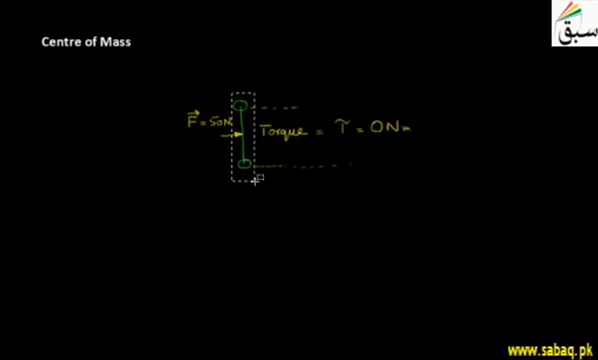 سبق
Centre of Mass
F⃗ = 50N Torque = τ = 0Nm
www.sabaq.pk